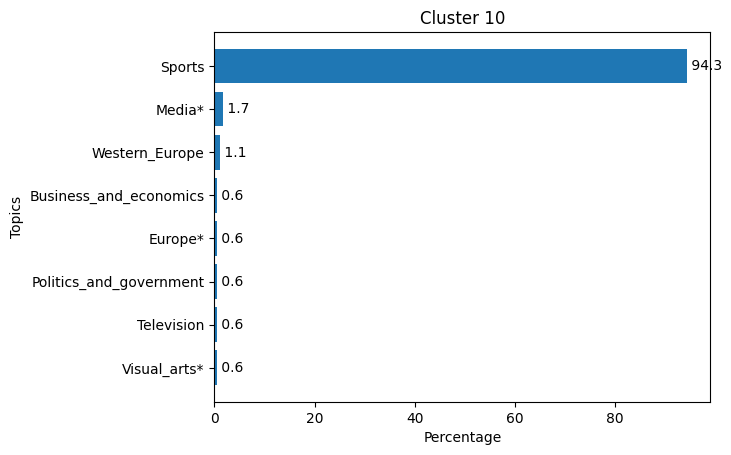 Cluster 10
Topics
Sports 94.3
Media* 1.7
Western_Europe 1.1
Business_and_economics 0.6
Europe* 0.6
Politics_and_government 0.6
Television 0.6
Visual_arts* 0.6
0 20 40 60 80
Percentage